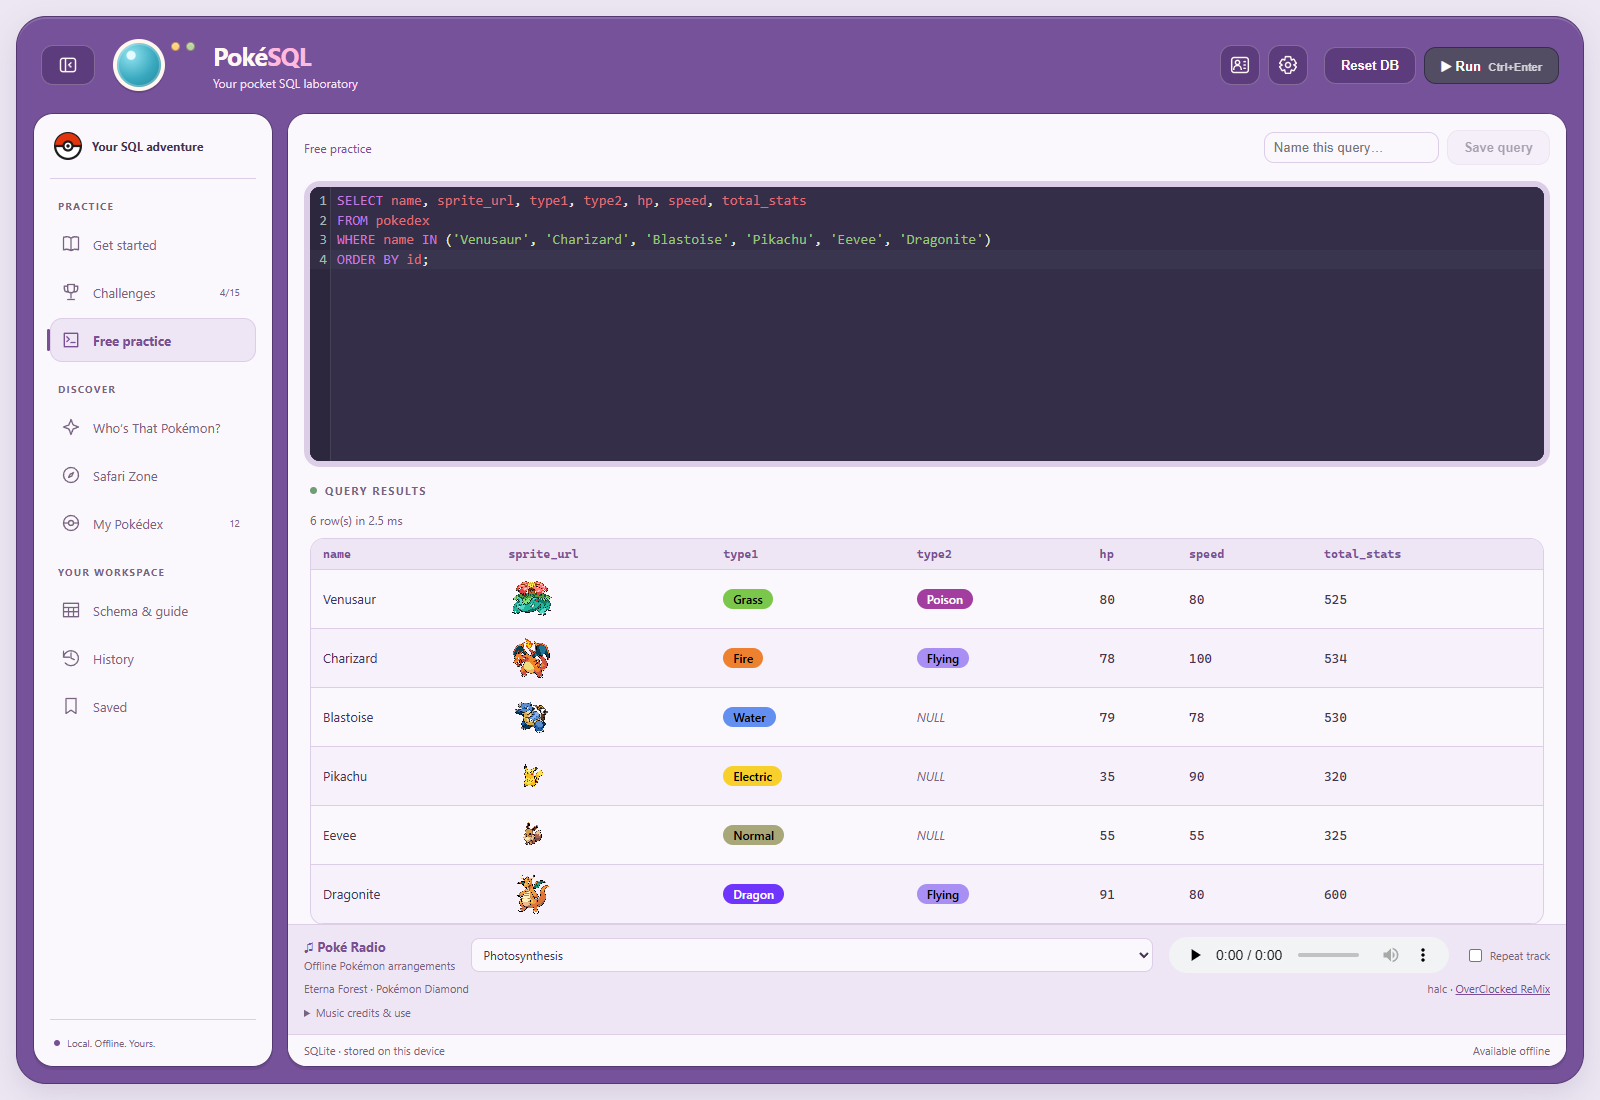 PokéSQL
Your pocket SQL laboratory
Reset DB
▶ Run Ctrl+Enter
Your SQL adventure
PRACTICE
Get started
Challenges 4/15
Free practice
DISCOVER
Who's That Pokémon?
Safari Zone
My Pokédex 12
YOUR WORKSPACE
Schema & guide
History
Saved
Local. Offline. Yours.
Free practice
Name this query...
Save query
1 SELECT name, sprite_url, type1, type2, hp, speed, total_stats
2 FROM pokedex
3 WHERE name IN ('Venusaur', 'Charizard', 'Blastoise', 'Pikachu', 'Eevee', 'Dragonite')
4 ORDER BY id;
QUERY RESULTS
6 row(s) in 2.5 ms
name sprite_url type1 type2 hp speed total_stats
Venusaur Grass Poison 80 80 525
Charizard Fire Flying 78 100 534
Blastoise Water NULL 79 78 530
Pikachu Electric NULL 35 90 320
Eevee Normal NULL 55 55 325
Dragonite Dragon Flying 91 80 600
♫ Poké Radio
Offline Pokémon arrangements
Photosynthesis
0:00 / 0:00
Repeat track
Eterna Forest · Pokémon Diamond
halc · OverClocked ReMix
▶ Music credits & use
SQLite · stored on this device
Available offline